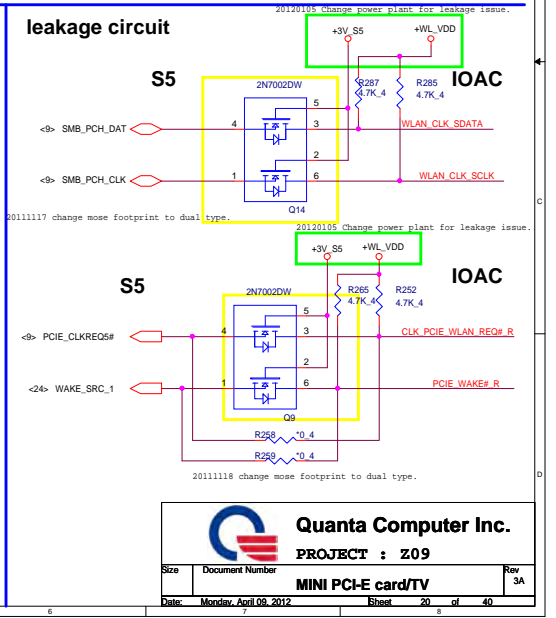 20120105 Change power plant for leakage issue.
leakage circuit
+3V_S5
+WL_VDD
S5
IOAC
2N7002DW
R287
4.7K_4
R285
4.7K_4
5
<9> SMB_PCH_DAT
4
3
WLAN_CLK_SDATA
2
<9> SMB_PCH_CLK
1
6
WLAN_CLK_SCLK
Q14
C
20111117 change mose footprint to dual type.
20120105 Change power plant for leakage issue.
+3V_S5
+WL_VDD
S5
IOAC
2N7002DW
R265
4.7K_4
R252
4.7K_4
5
<9> PCIE_CLKREQ5#
4
3
CLK_PCIE_WLAN_REQ#_R
2
<24> WAKE_SRC_1
1
6
PCIE_WAKE#_R
Q9
R258
*0_4
R259
*0_4
20111118 change mose footprint to dual type.
D
Quanta Computer Inc.
PROJECT : Z09
Size
Document Number
Rev
MINI PCI-E card/TV
3A
Date:
Monday, April 09, 2012
Sheet
20 of 40
6
7
8